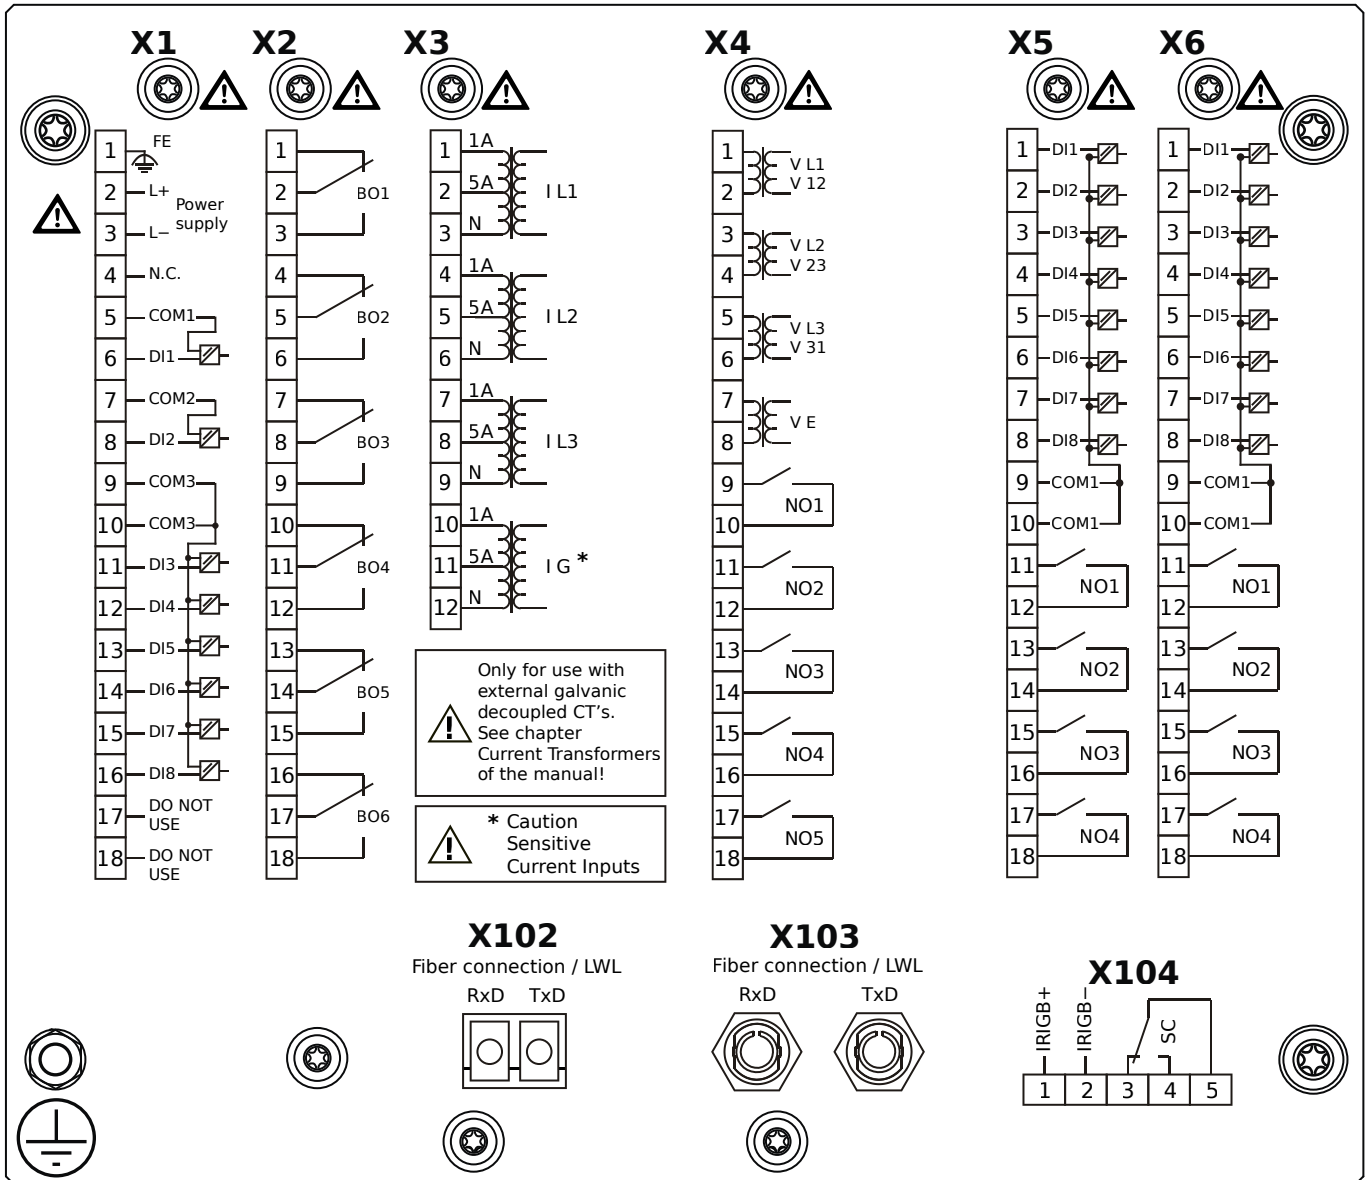 X1
1
FE
2
L+
3
L−
Power
supply
4
N.C.
5
COM1
6
DI1
7
COM2
8
DI2
9
COM3
10
COM3
11
DI3
12
DI4
13
DI5
14
DI6
15
DI7
16
DI8
17
DO NOT
USE
18
DO NOT
USE
X2
1
2
BO1
3
4
5
BO2
6
7
8
BO3
9
10
11
BO4
12
13
14
BO5
15
16
17
BO6
18
X3
1
1A
2
5A
I L1
3
N
4
1A
5
5A
I L2
6
N
7
1A
8
5A
I L3
9
N
10
1A
11
5A
I G *
12
N
Only for use with
external galvanic
decoupled CT's.
See chapter
Current Transformers
of the manual!
* Caution
Sensitive
Current Inputs
X4
1
V L1
V 12
2
3
V L2
V 23
4
5
V L3
V 31
6
7
V E
8
9
NO1
10
11
NO2
12
13
NO3
14
15
NO4
16
17
NO5
18
X5
1
DI1
2
DI2
3
DI3
4
DI4
5
DI5
6
DI6
7
DI7
8
DI8
9
COM1
10
COM1
11
NO1
12
13
NO2
14
15
NO3
16
17
NO4
18
X6
1
DI1
2
DI2
3
DI3
4
DI4
5
DI5
6
DI6
7
DI7
8
DI8
9
COM1
10
COM1
11
NO1
12
13
NO2
14
15
NO3
16
17
NO4
18
X102
Fiber connection / LWL
RxD TxD
X103
Fiber connection / LWL
RxD TxD
X104
IRIGB+
IRIGB−
SC
1 2 3 4 5